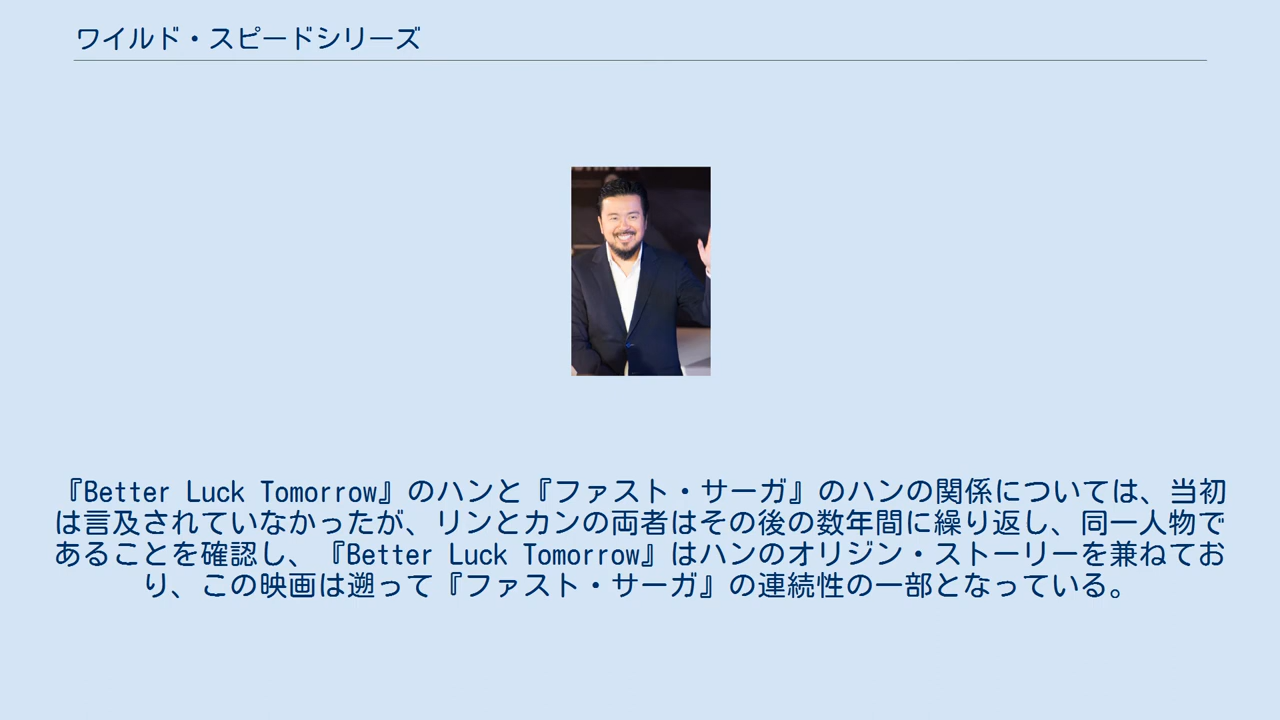 ワイルド・スピードシリーズ
『Better Luck Tomorrow』のハンと『ファスト・サーガ』のハンの関係については、当初
は言及されていなかったが、リンとカンの両者はその後の数年間に繰り返し、同一人物で
あることを確認し、『Better Luck Tomorrow』はハンのオリジン・ストーリーを兼ねてお
り、この映画は遡って『ファスト・サーガ』の連続性の一部となっている。